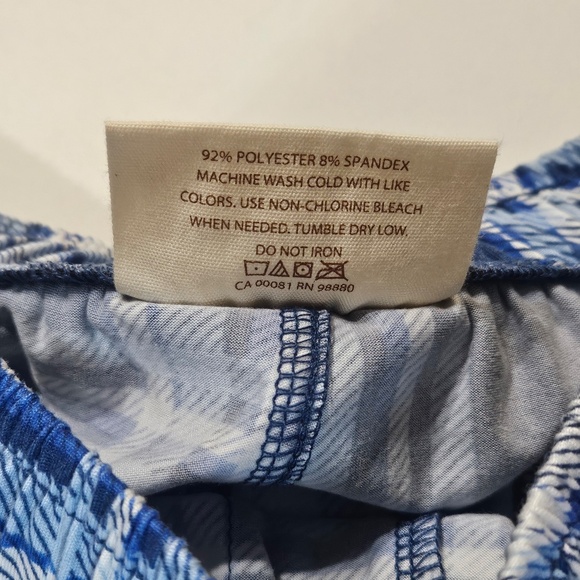 92% POLYESTER 8% SPANDEX
MACHINE WASH COLD WITH LIKE
COLORS. USE NON-CHLORINE BLEACH
WHEN NEEDED. TUMBLE DRY LOW.
DO NOT IRON
CA 00081 RN 98880